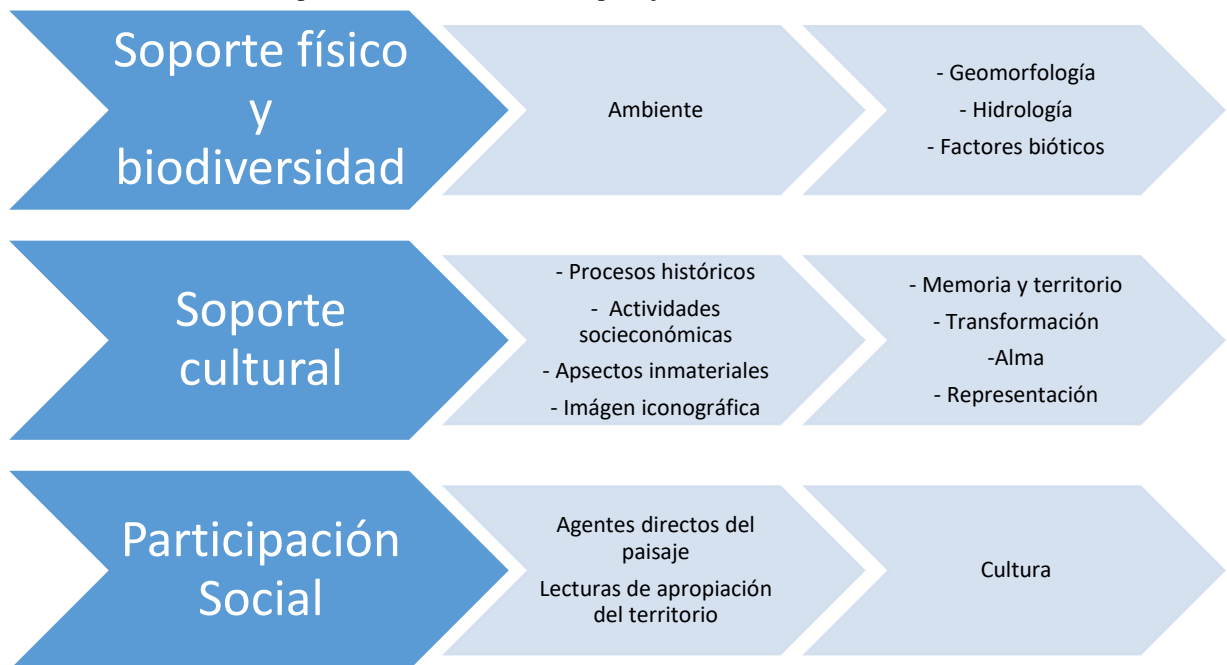 Soporte físico
y
biodiversidad
Ambiente
- Geomorfología
- Hidrología
- Factores bióticos
Soporte
cultural
- Procesos históricos
- Actividades
socieconómicas
- Apsectos inmateriales
- Imágen iconográfica
- Memoria y territorio
- Transformación
-Alma
- Representación
Participación
Social
Agentes directos del
paisaje
Lecturas de apropiación
del territorio
Cultura